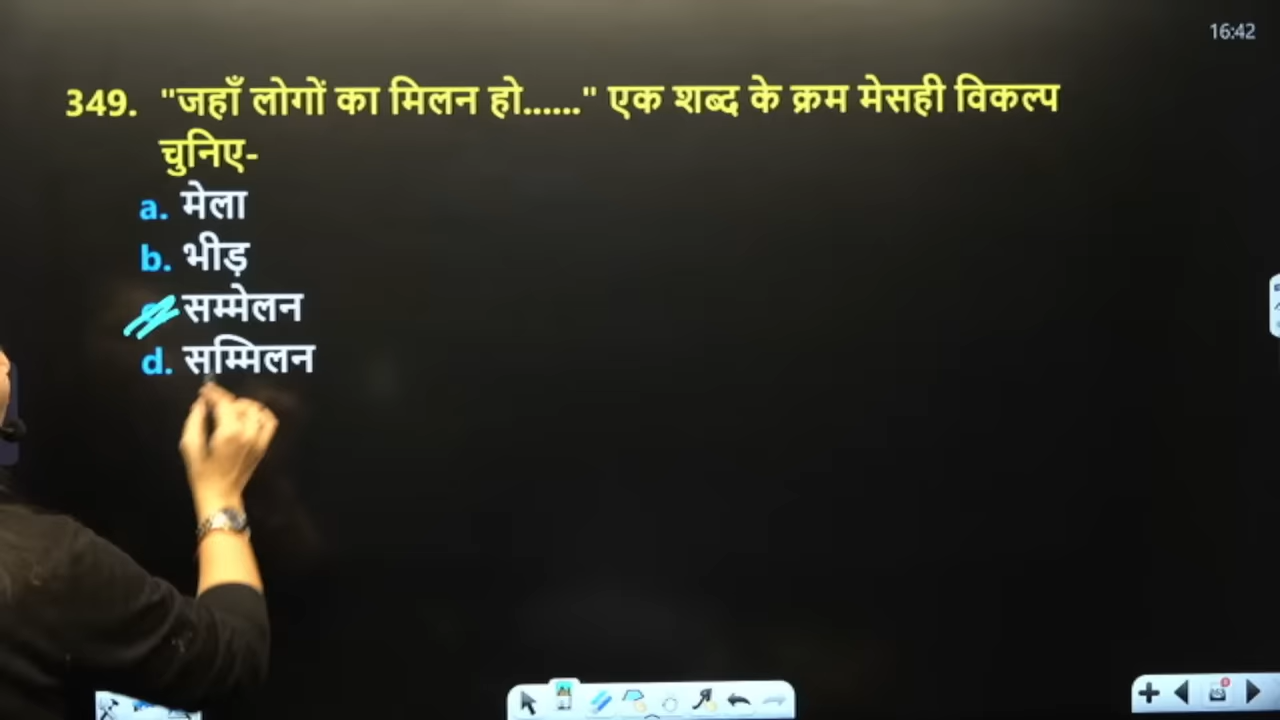 16:42
349. "जहाँ लोगों का मिलन हो......" एक शब्द के क्रम मेसही विकल्प
चुनिए-
a. मेला
b. भीड़
सम्मेलन
d. सम्मिलन